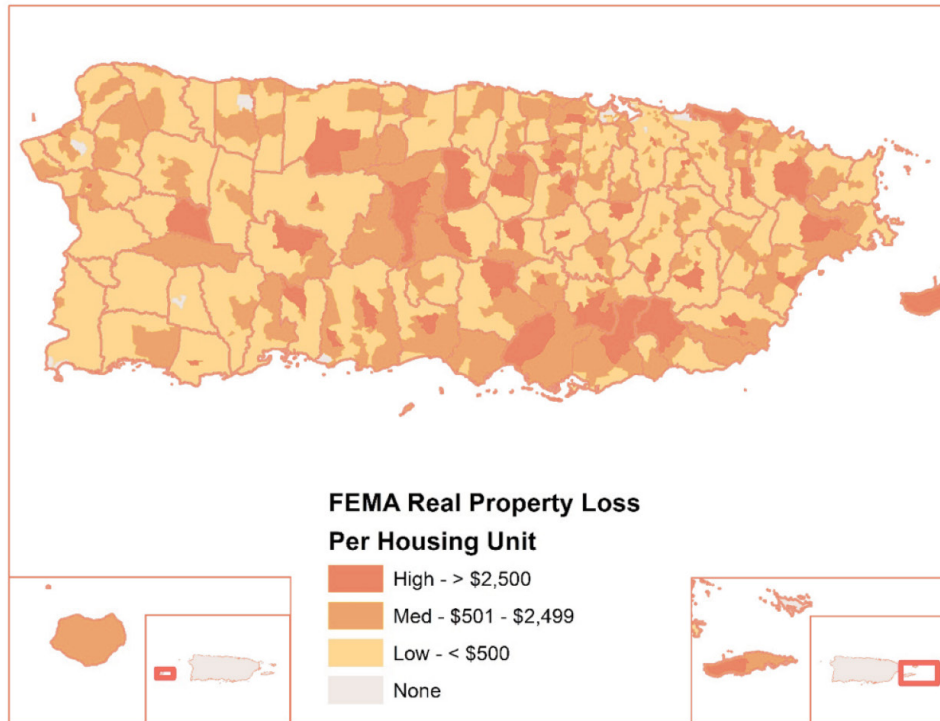 FEMA Real Property Loss
Per Housing Unit
High - > $2,500
Med - $501 - $2,499
Low - < $500
None